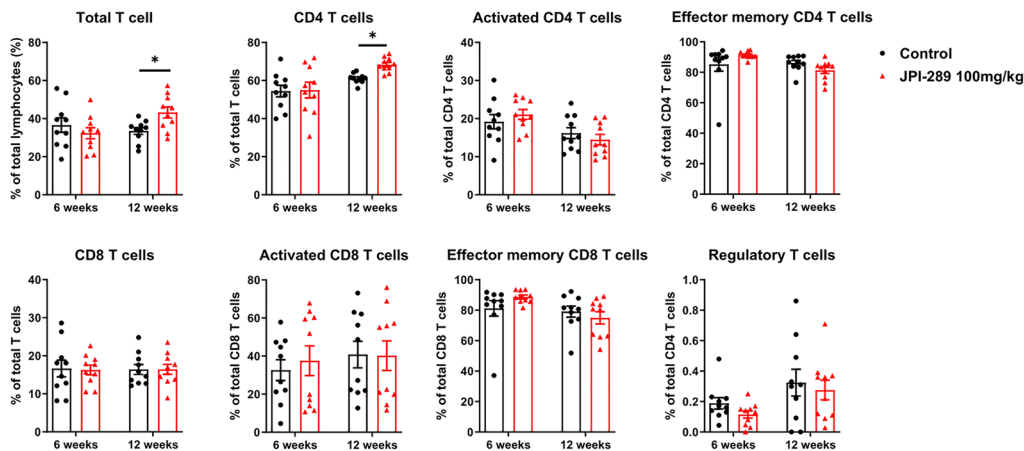 Total T cell
% of total lymphocytes (%)
80
60
40
20
0
*
6 weeks
12 weeks
CD4 T cells
% of total T cells
80
60
40
20
0
*
6 weeks
12 weeks
Activated CD4 T cells
% of total CD4 T cells
40
30
20
10
0
6 weeks
12 weeks
Effector memory CD4 T cells
% of total CD4 T cells
100
80
60
40
20
0
6 weeks
12 weeks
Control
JPI-289 100mg/kg
CD8 T cells
% of total T cells
40
30
20
10
0
6 weeks
12 weeks
Activated CD8 T cells
% of total CD8 T cells
80
60
40
20
0
6 weeks
12 weeks
Effector memory CD8 T cells
% of total CD8 T cells
100
80
60
40
20
0
6 weeks
12 weeks
Regulatory T cells
% of total CD4 T cells
1.0
0.8
0.6
0.4
0.2
0.0
6 weeks
12 weeks